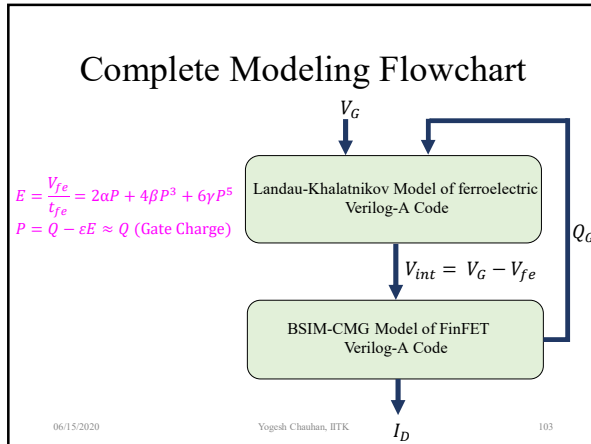 Complete Modeling Flowchart
V_G
E = V_fe/t_fe = 2αP + 4βP^3 + 6γP^5
P = Q − εE ≈ Q (Gate Charge)
Landau-Khalatnikov Model of ferroelectric
Verilog-A Code
Q_G
V_int = V_G − V_fe
BSIM-CMG Model of FinFET
Verilog-A Code
I_D
06/15/2020 Yogesh Chauhan, IITK 103